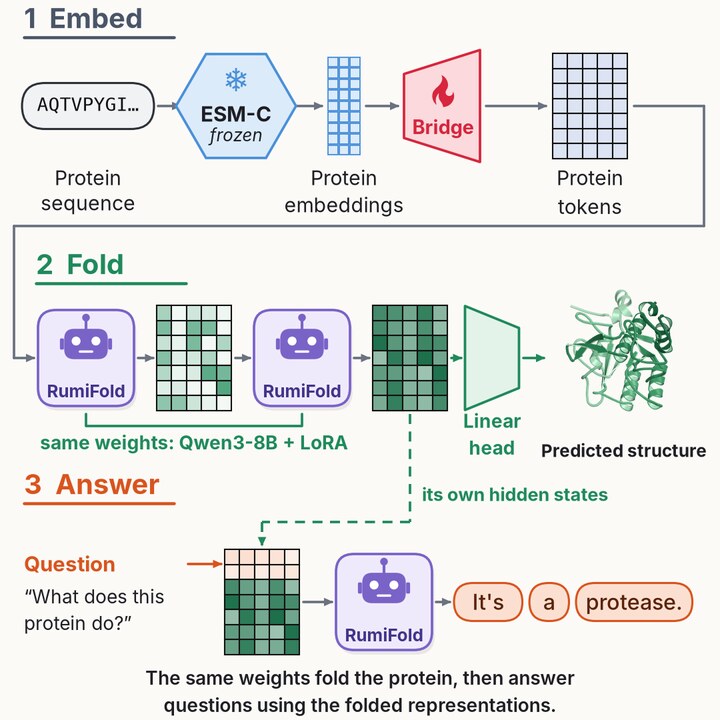 1 Embed
AQTVPYGI…
ESM-C
frozen
Bridge
Protein
sequence
Protein
embeddings
Protein
tokens
2 Fold
RumiFold
RumiFold
same weights: Qwen3-8B + LoRA
Linear
head
Predicted structure
its own hidden states
3 Answer
Question
“What does this
protein do?”
RumiFold
It's a protease.
The same weights fold the protein, then answer
questions using the folded representations.